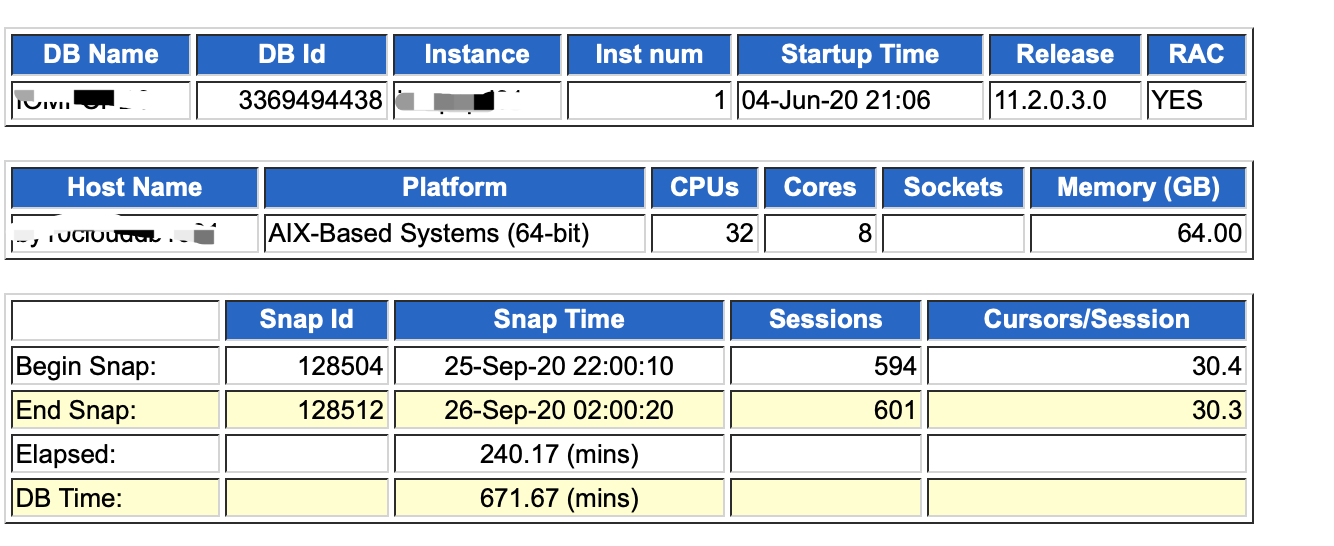 DB Name DB Id Instance Inst num Startup Time Release RAC
3369494438 1 04-Jun-20 21:06 11.2.0.3.0 YES
Host Name Platform CPUs Cores Sockets Memory (GB)
AIX-Based Systems (64-bit) 32 8 64.00
Snap Id Snap Time Sessions Cursors/Session
Begin Snap: 128504 25-Sep-20 22:00:10 594 30.4
End Snap: 128512 26-Sep-20 02:00:20 601 30.3
Elapsed: 240.17 (mins)
DB Time: 671.67 (mins)